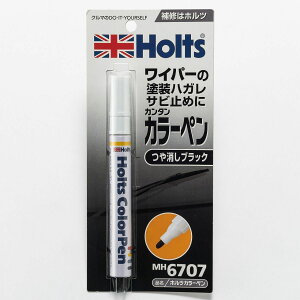 クルマのDO-IT-YOURSELF
補修はホルツ
Holts
ワイパーの
塗装ハガレ
サビ止めに
カンタン
カラーペン
つや消しブラック
Holts
Holts ColorPen
MH6707
品名/ホルツカラーペン